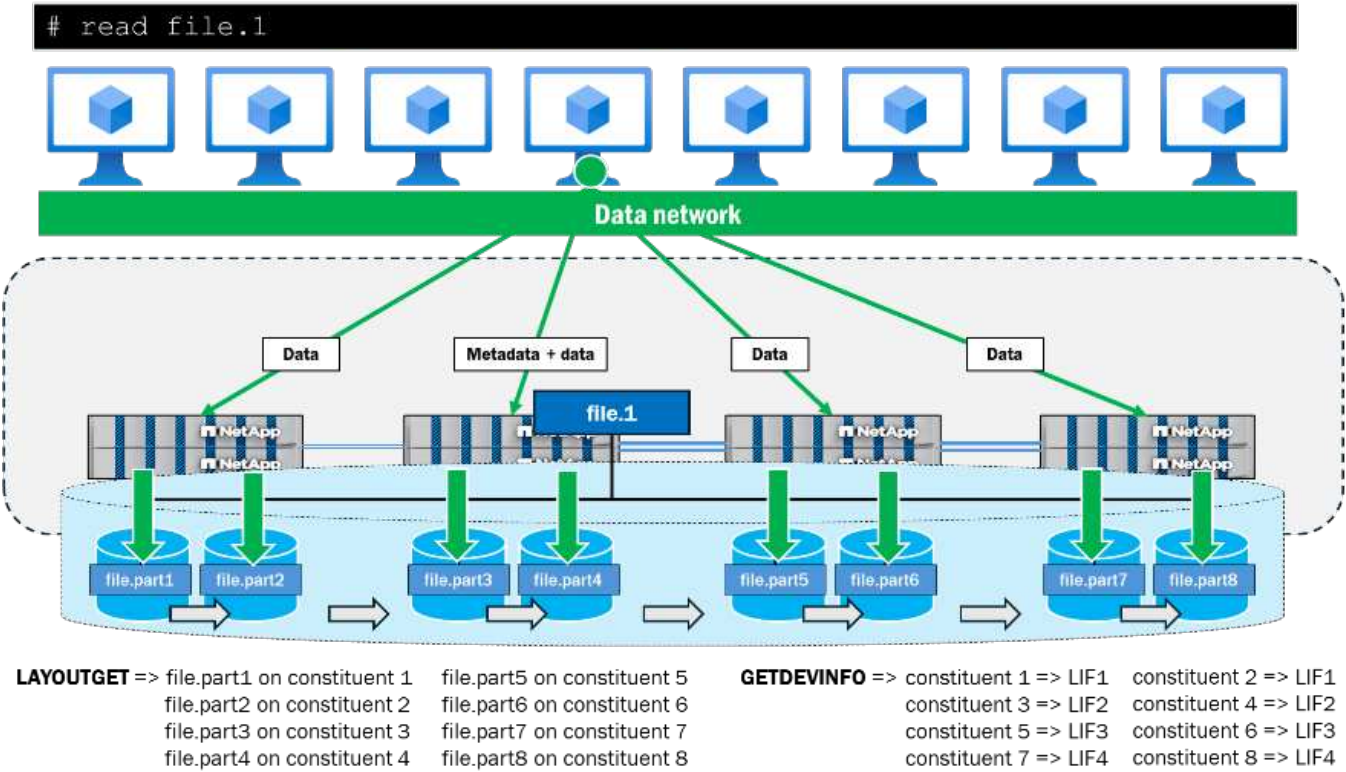 # read file.1
Data network
Data
Metadata + data
Data
Data
file.1
NetApp
NetApp
NetApp
NetApp
NetApp
NetApp
NetApp
NetApp
file.part1
file.part2
file.part3
file.part4
file.part5
file.part6
file.part7
file.part8
LAYOUTGET => file.part1 on constituent 1
file.part2 on constituent 2
file.part3 on constituent 3
file.part4 on constituent 4
file.part5 on constituent 5
file.part6 on constituent 6
file.part7 on constituent 7
file.part8 on constituent 8
GETDEVINFO => constituent 1 => LIF1 constituent 2 => LIF1
constituent 3 => LIF2 constituent 4 => LIF2
constituent 5 => LIF3 constituent 6 => LIF3
constituent 7 => LIF4 constituent 8 => LIF4